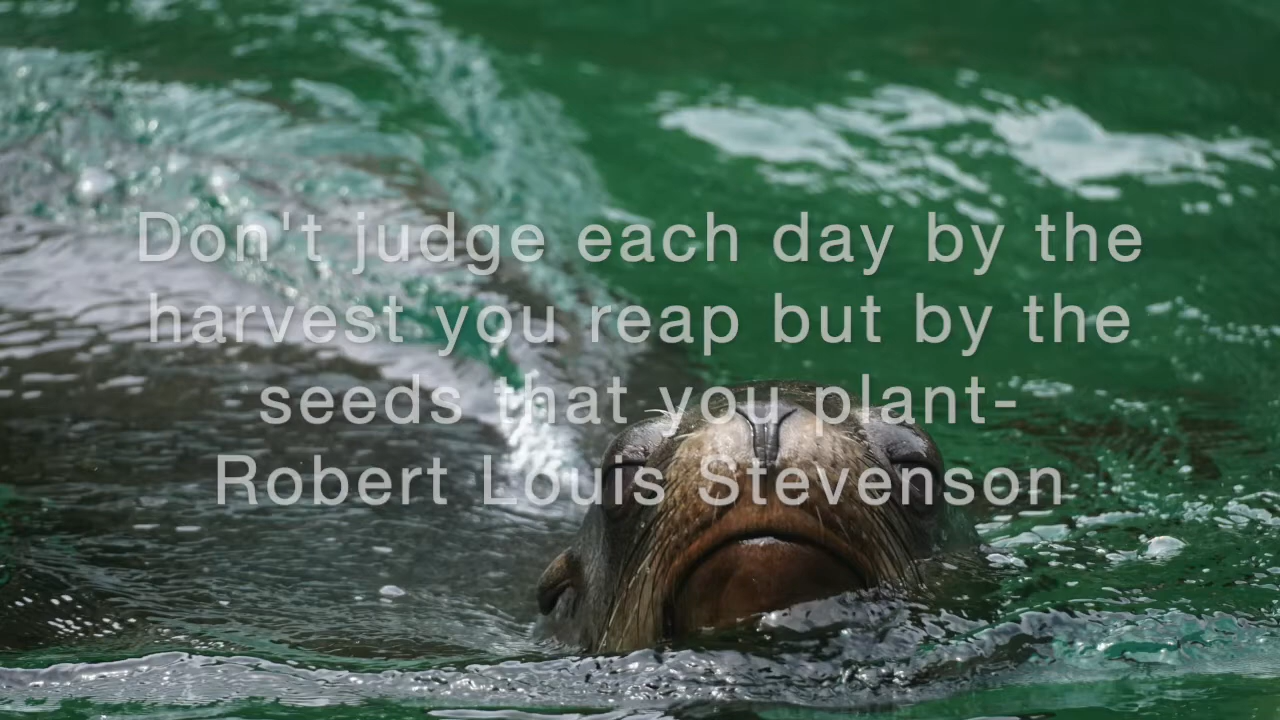 Don't judge each day by the
harvest you reap but by the
seeds that you plant-
Robert Louis Stevenson